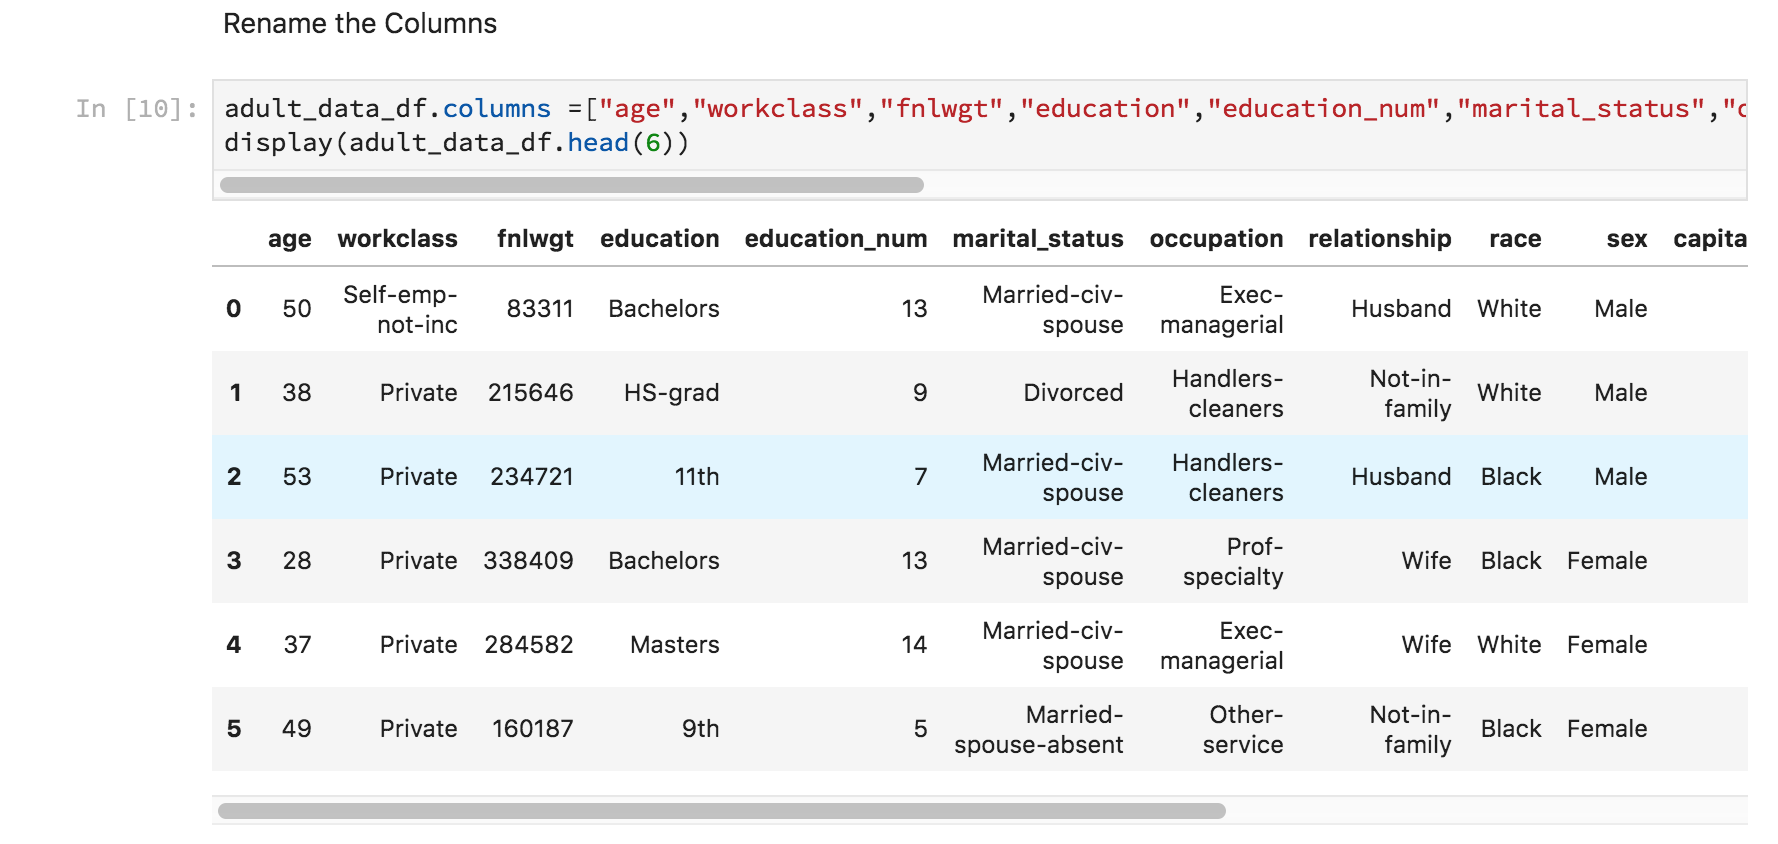 Rename the Columns
In [10]:
adult_data_df.columns =["age","workclass","fnlwgt","education","education_num","marital_status","
display(adult_data_df.head(6))
age workclass fnlwgt education education_num marital_status occupation relationship race sex capita
0 50 Self-emp-not-inc 83311 Bachelors 13 Married-civ-spouse Exec-managerial Husband White Male
1 38 Private 215646 HS-grad 9 Divorced Handlers-cleaners Not-in-family White Male
2 53 Private 234721 11th 7 Married-civ-spouse Handlers-cleaners Husband Black Male
3 28 Private 338409 Bachelors 13 Married-civ-spouse Prof-specialty Wife Black Female
4 37 Private 284582 Masters 14 Married-civ-spouse Exec-managerial Wife White Female
5 49 Private 160187 9th 5 Married-spouse-absent Other-service Not-in-family Black Female